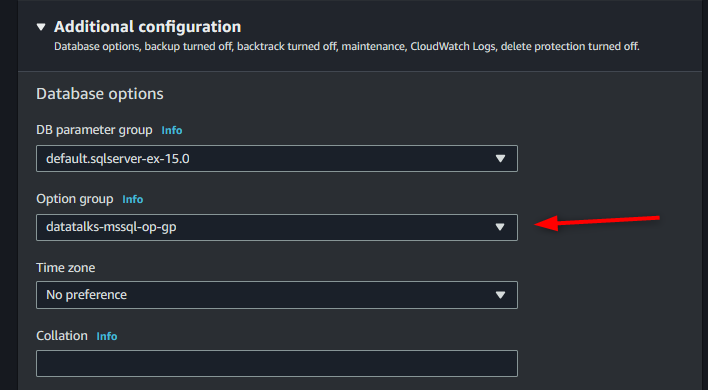 Additional configuration
Database options, backup turned off, backtrack turned off, maintenance, CloudWatch Logs, delete protection turned off.
Database options
DB parameter group Info
default.sqlserver-ex-15.0
Option group Info
datatalks-mssql-op-gp
Time zone
No preference
Collation Info